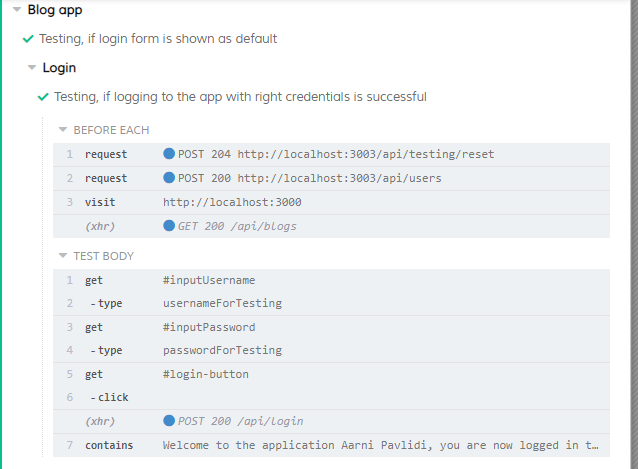 Blog app
Testing, if login form is shown as default
Login
Testing, if logging to the app with right credentials is successful
BEFORE EACH
1 request POST 204 http://localhost:3003/api/testing/reset
2 request POST 200 http://localhost:3003/api/users
3 visit http://localhost:3000
(xhr) GET 200 /api/blogs
TEST BODY
1 get #inputUsername
2 -type usernameForTesting
3 get #inputPassword
4 -type passwordForTesting
5 get #login-button
6 -click
(xhr) POST 200 /api/login
7 contains Welcome to the application Aarni Pavlidi, you are now logged in t…